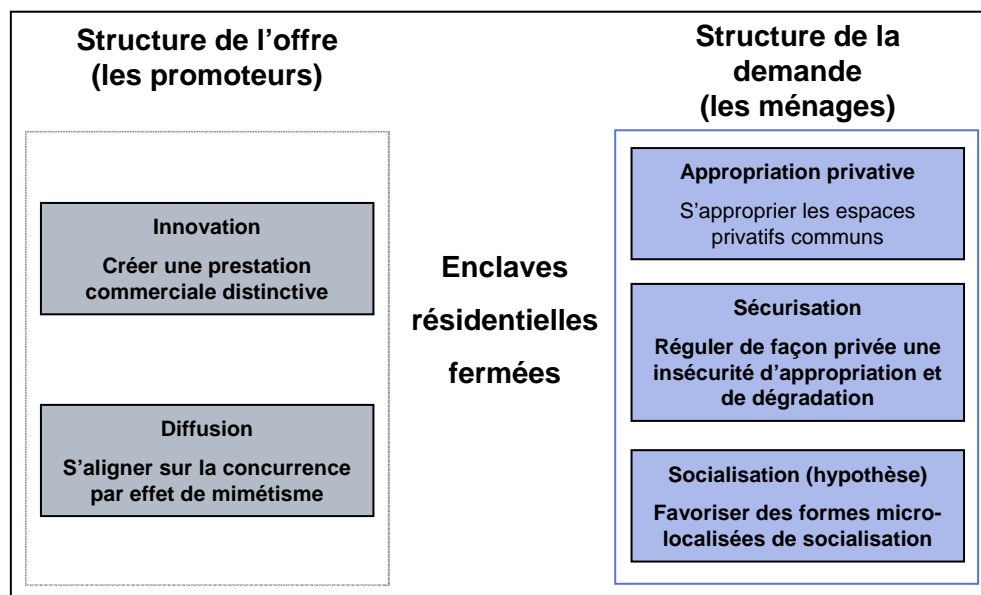 Structure de l’offre
(les promoteurs)
Innovation
Créer une prestation
commerciale distinctive
Diffusion
S’aligner sur la concurrence
par effet de mimétisme
Enclaves
résidentielles
fermées
Structure de la
demande
(les ménages)
Appropriation privative
S’approprier les espaces
privatifs communs
Sécurisation
Réguler de façon privée une
insécurité d’appropriation et
de dégradation
Socialisation (hypothèse)
Favoriser des formes micro-
localisées de socialisation